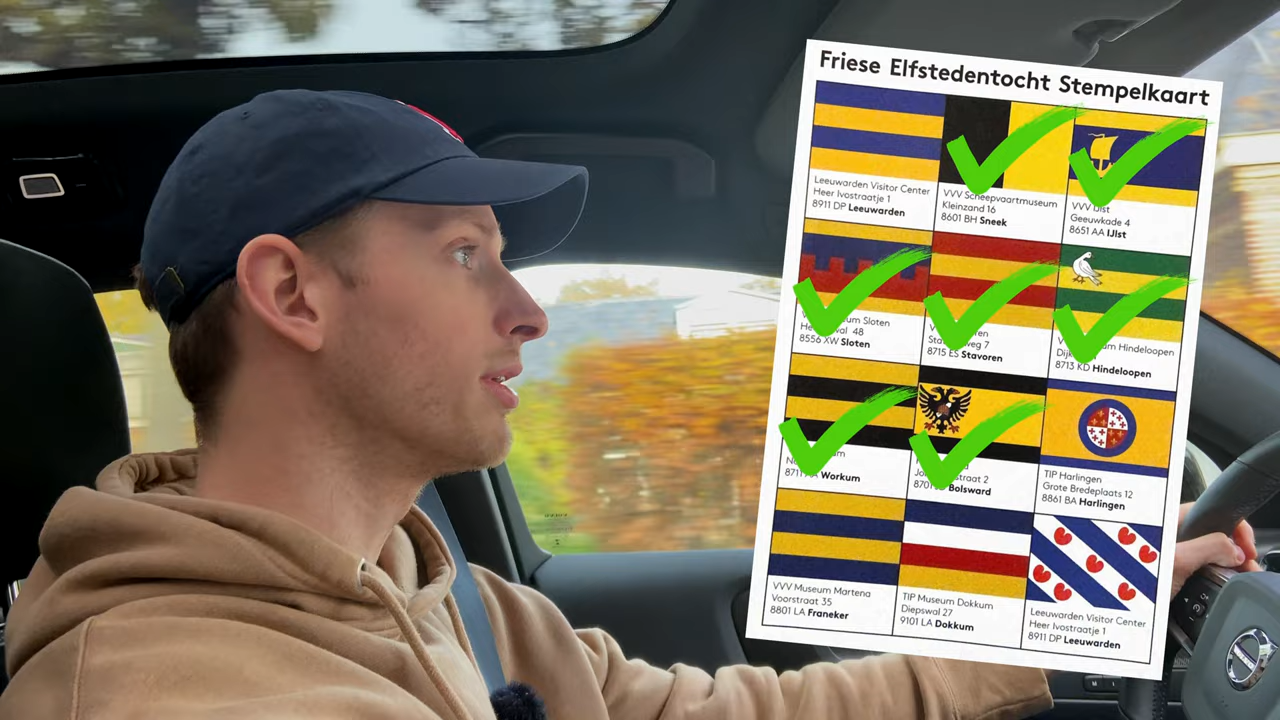 Friese Elfstedentocht Stempelkaart
Leeuwarden Visitor Center
Heer Ivostraatje 1
8911 DP Leeuwarden
VVV Scheepvaartmuseum
Kleinzand 16
8601 BH Sneek
VVV
Geeuwkade 4
8651 AA IJlst
Sloten
48
8556 XW Sloten
7
8715 ES Stavoren
Hindeloopen
8713 KD Hindeloopen
Workum
2
Bolsward
TIP Harlingen
Grote Bredeplaats 12
8861 BA Harlingen
VVV Museum Martena
Voorstraat 35
8801 LA Franeker
TIP Museum Dokkum
Diepswal 27
9101 LA Dokkum
Leeuwarden Visitor Center
Heer Ivostraatje 1
8911 DP Leeuwarden